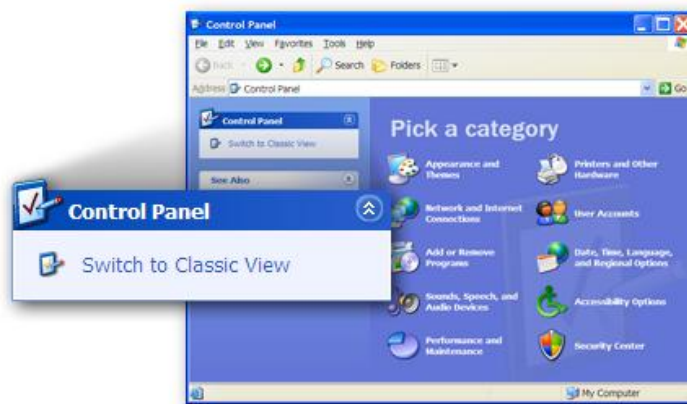 Control Panel
File Edit View Favorites Tools Help
Back Search Folders
Address Control Panel Go
Control Panel
Switch to Classic View
See Also
Pick a category
Appearance and Themes
Printers and Other Hardware
Network and Internet Connections
User Accounts
Add or Remove Programs
Date, Time, Language, and Regional Options
Sounds, Speech, and Audio Devices
Accessibility Options
Performance and Maintenance
Security Center
Control Panel
Switch to Classic View
My Computer